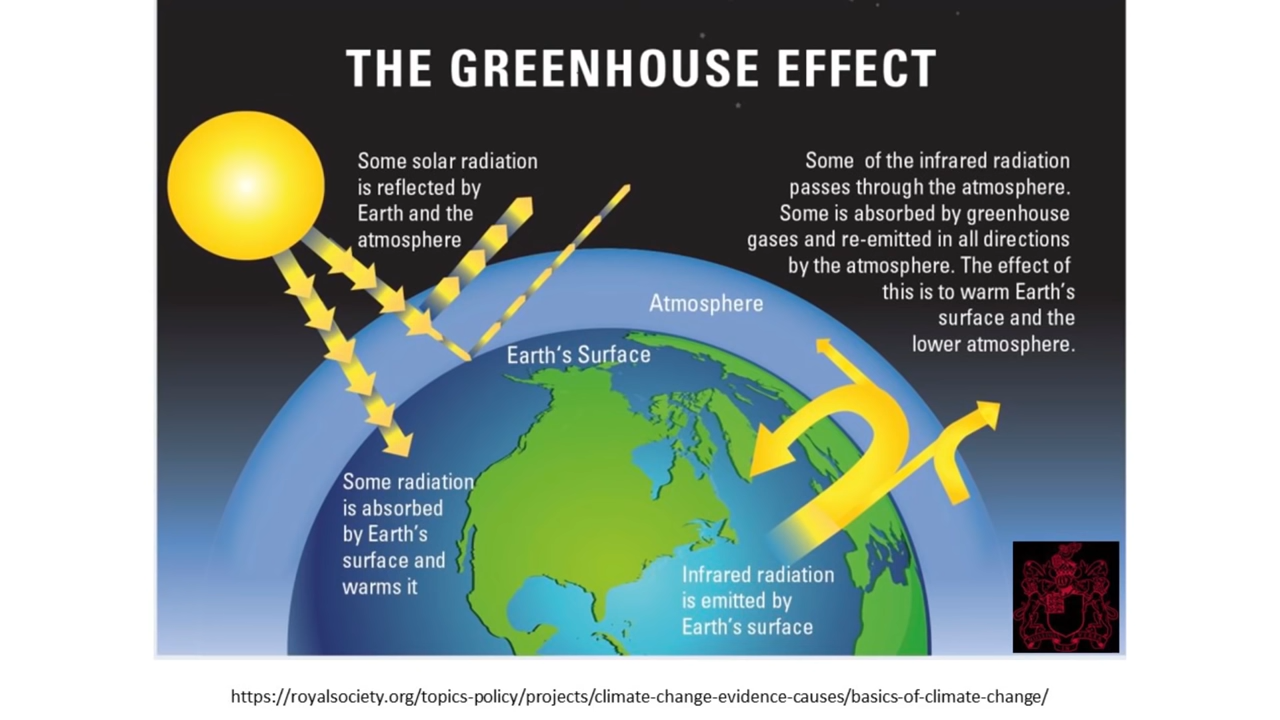 THE GREENHOUSE EFFECT
Some solar radiation
is reflected by
Earth and the
atmosphere
Some of the infrared radiation
passes through the atmosphere.
Some is absorbed by greenhouse
gases and re-emitted in all directions
by the atmosphere. The effect of
this is to warm Earth's
surface and the
lower atmosphere.
Atmosphere
Earth's Surface
Some radiation
is absorbed
by Earth's
surface and
warms it
Infrared radiation
is emitted by
Earth's surface
https://royalsociety.org/topics-policy/projects/climate-change-evidence-causes/basics-of-climate-change/